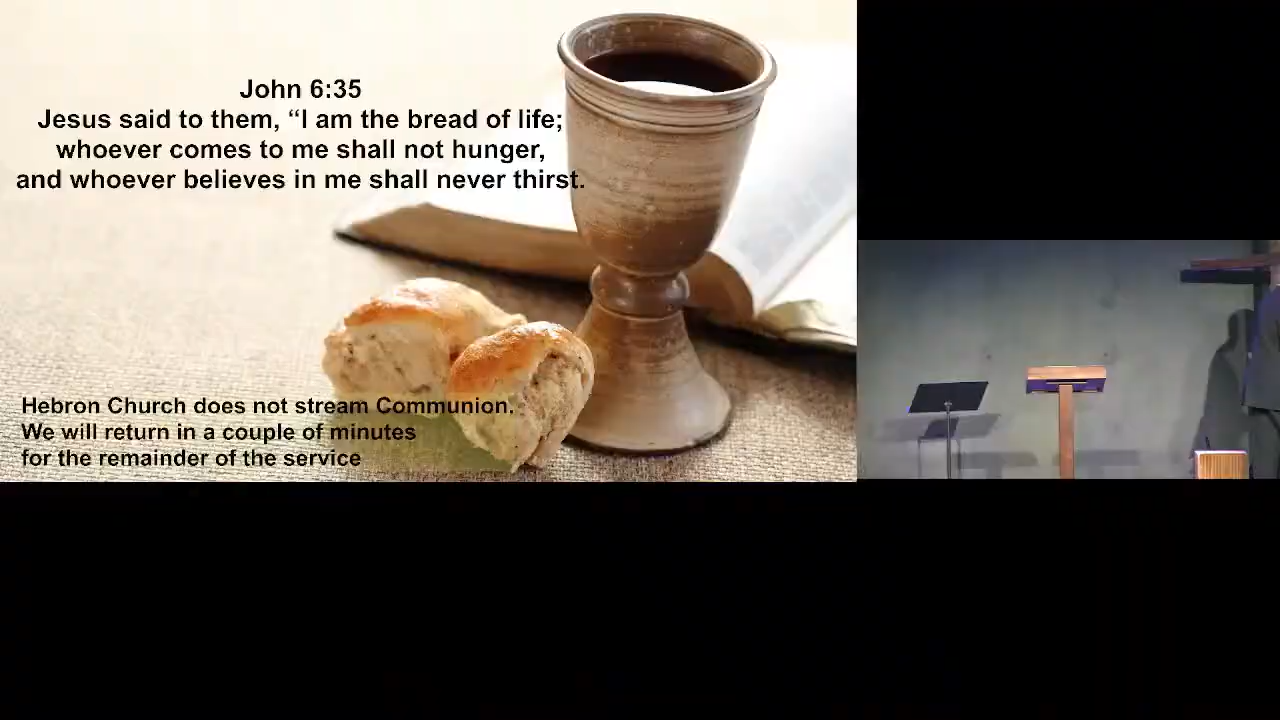 John 6:35
Jesus said to them, “I am the bread of life;
whoever comes to me shall not hunger,
and whoever believes in me shall never thirst.
Hebron Church does not stream Communion.
We will return in a couple of minutes
for the remainder of the service